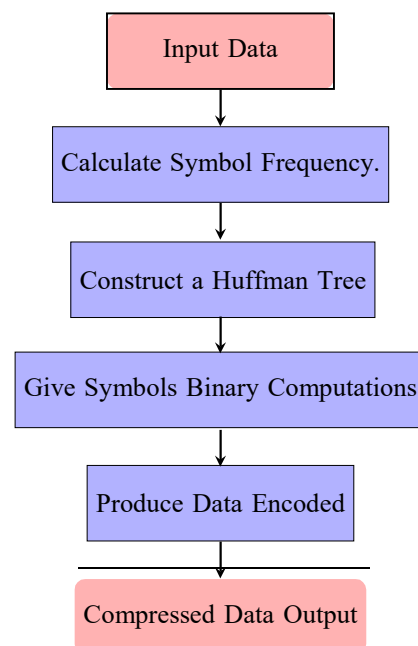 Input Data
Calculate Symbol Frequency.
Construct a Huffman Tree
Give Symbols Binary Computations
Produce Data Encoded
Compressed Data Output